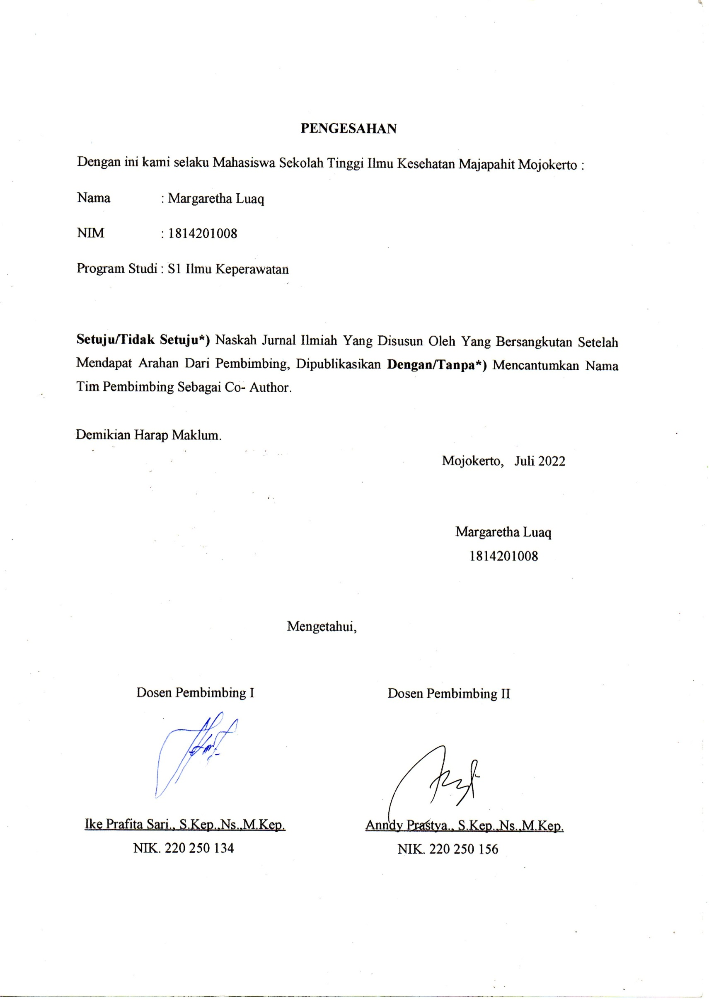 PENGESAHAN
Dengan ini kami selaku Mahasiswa Sekolah Tinggi Ilmu Kesehatan Majapahit Mojokerto :
Nama : Margaretha Luaq
NIM : 1814201008
Program Studi : S1 Ilmu Keperawatan
Setuju/Tidak Setuju*) Naskah Jurnal Ilmiah Yang Disusun Oleh Yang Bersangkutan Setelah
Mendapat Arahan Dari Pembimbing, Dipublikasikan Dengan/Tanpa*) Mencantumkan Nama
Tim Pembimbing Sebagai Co- Author.
Demikian Harap Maklum.
Mojokerto, Juli 2022
Margaretha Luaq
1814201008
Mengetahui,
Dosen Pembimbing I Dosen Pembimbing II
Ike Prafita Sari., S.Kep.,Ns.,M.Kep. Anndy Prastya., S.Kep.,Ns.,M.Kep.
NIK. 220 250 134 NIK. 220 250 156